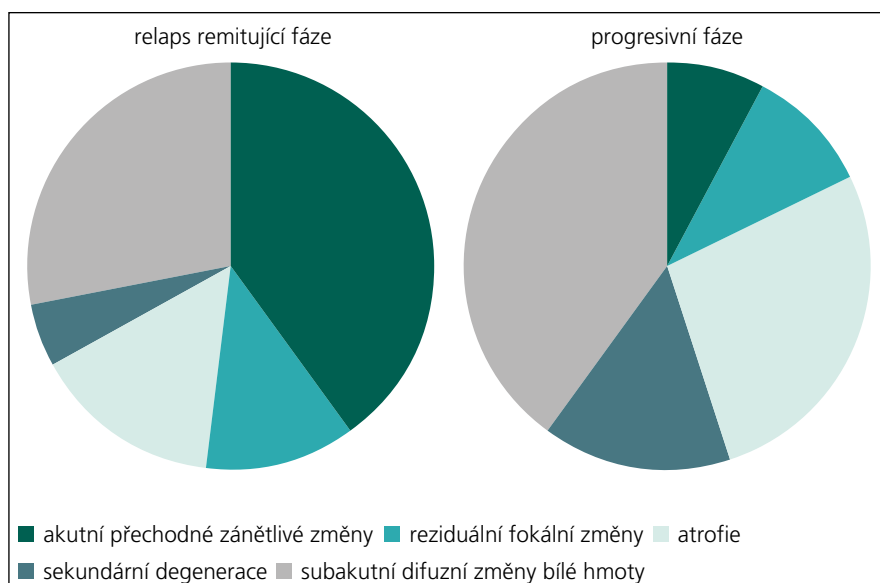 relaps remitující fáze
progresivní fáze
akutní přechodné zánětlivé změny reziduální fokální změny atrofie
sekundární degenerace subakutní difuzní změny bílé hmoty